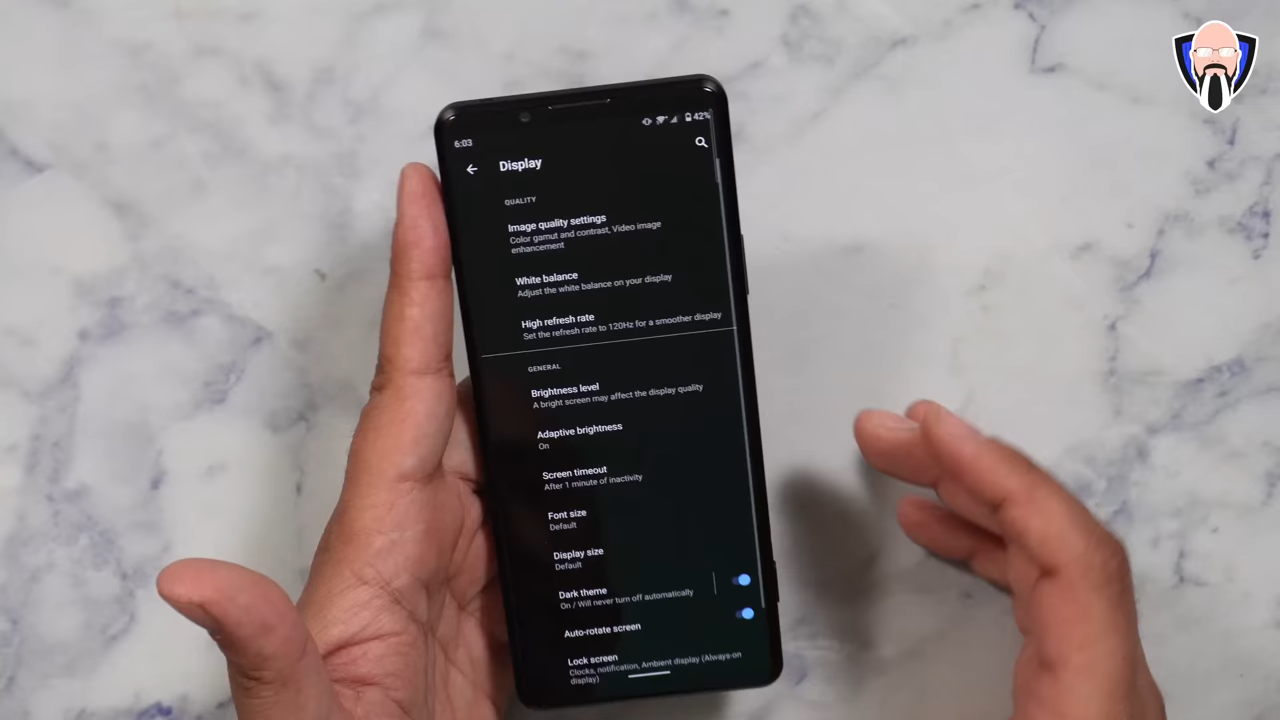 6:03
42%
Display
QUALITY
Image quality settings
Color gamut and contrast, Video image
enhancement
White balance
Adjust the white balance on your display
High refresh rate
Set the refresh rate to 120Hz for a smoother display
GENERAL
Brightness level
A bright screen may affect the display quality
Adaptive brightness
On
Screen timeout
After 1 minute of inactivity
Font size
Default
Display size
Default
Dark theme
On / Will never turn off automatically
Auto-rotate screen
Lock screen
Clocks, notification, Ambient display (Always-on
display)